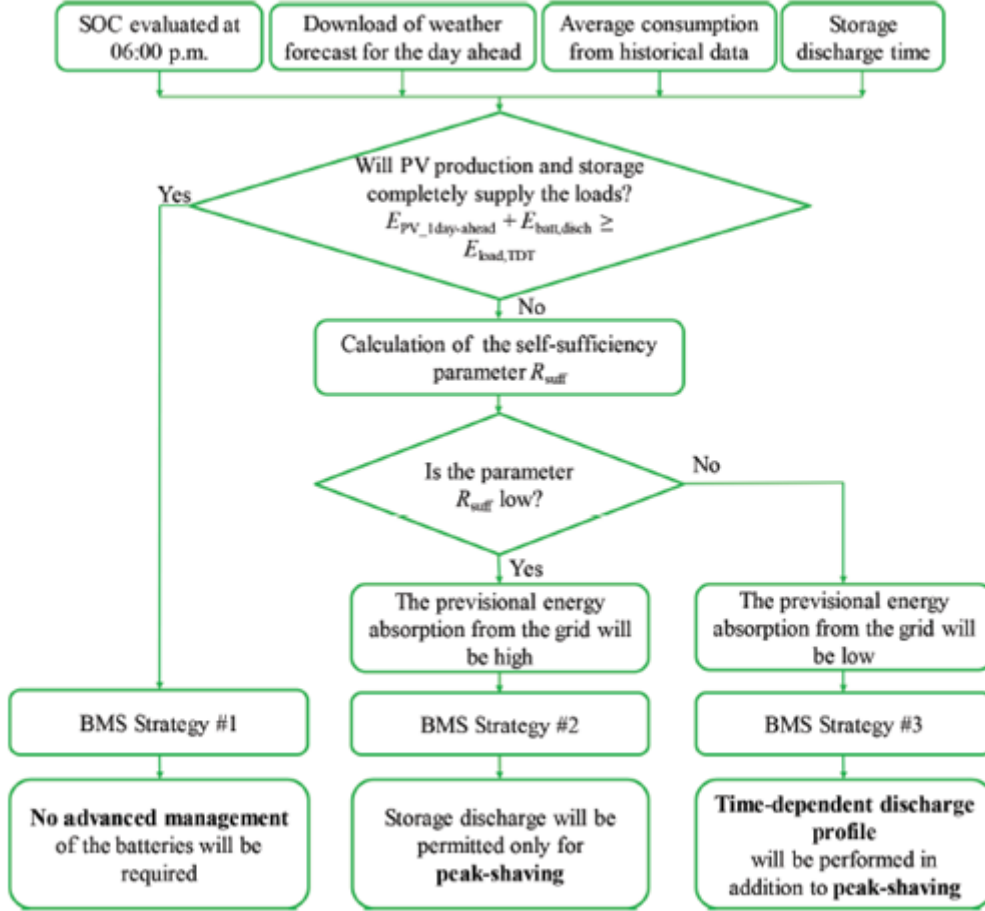 SOC evaluated at
06:00 p.m.
Download of weather
forecast for the day ahead
Average consumption
from historical data
Storage
discharge time
Will PV production and storage
completely supply the loads?
E_PV_1day-ahead + E_batt,disch ≥
E_load,TDT
Yes
No
Calculation of the self-sufficiency
parameter R_suff
Is the parameter
R_suff low?
No
Yes
The previsional energy
absorption from the grid will
be high
The previsional energy
absorption from the grid will
be low
BMS Strategy #1
BMS Strategy #2
BMS Strategy #3
No advanced management
of the batteries will be
required
Storage discharge will be
permitted only for
peak-shaving
Time-dependent discharge
profile
will be performed in
addition to peak-shaving